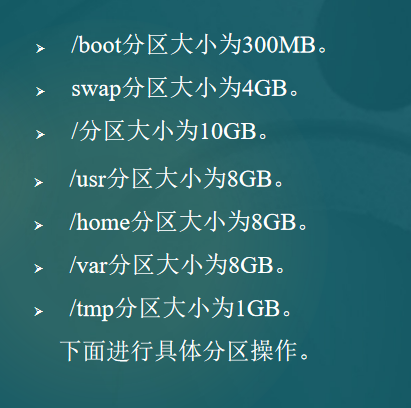 ➢ /boot分区大小为300MB。
➢ swap分区大小为4GB。
➢ /分区大小为10GB。
➢ /usr分区大小为8GB。
➢ /home分区大小为8GB。
➢ /var分区大小为8GB。
➢ /tmp分区大小为1GB。
下面进行具体分区操作。